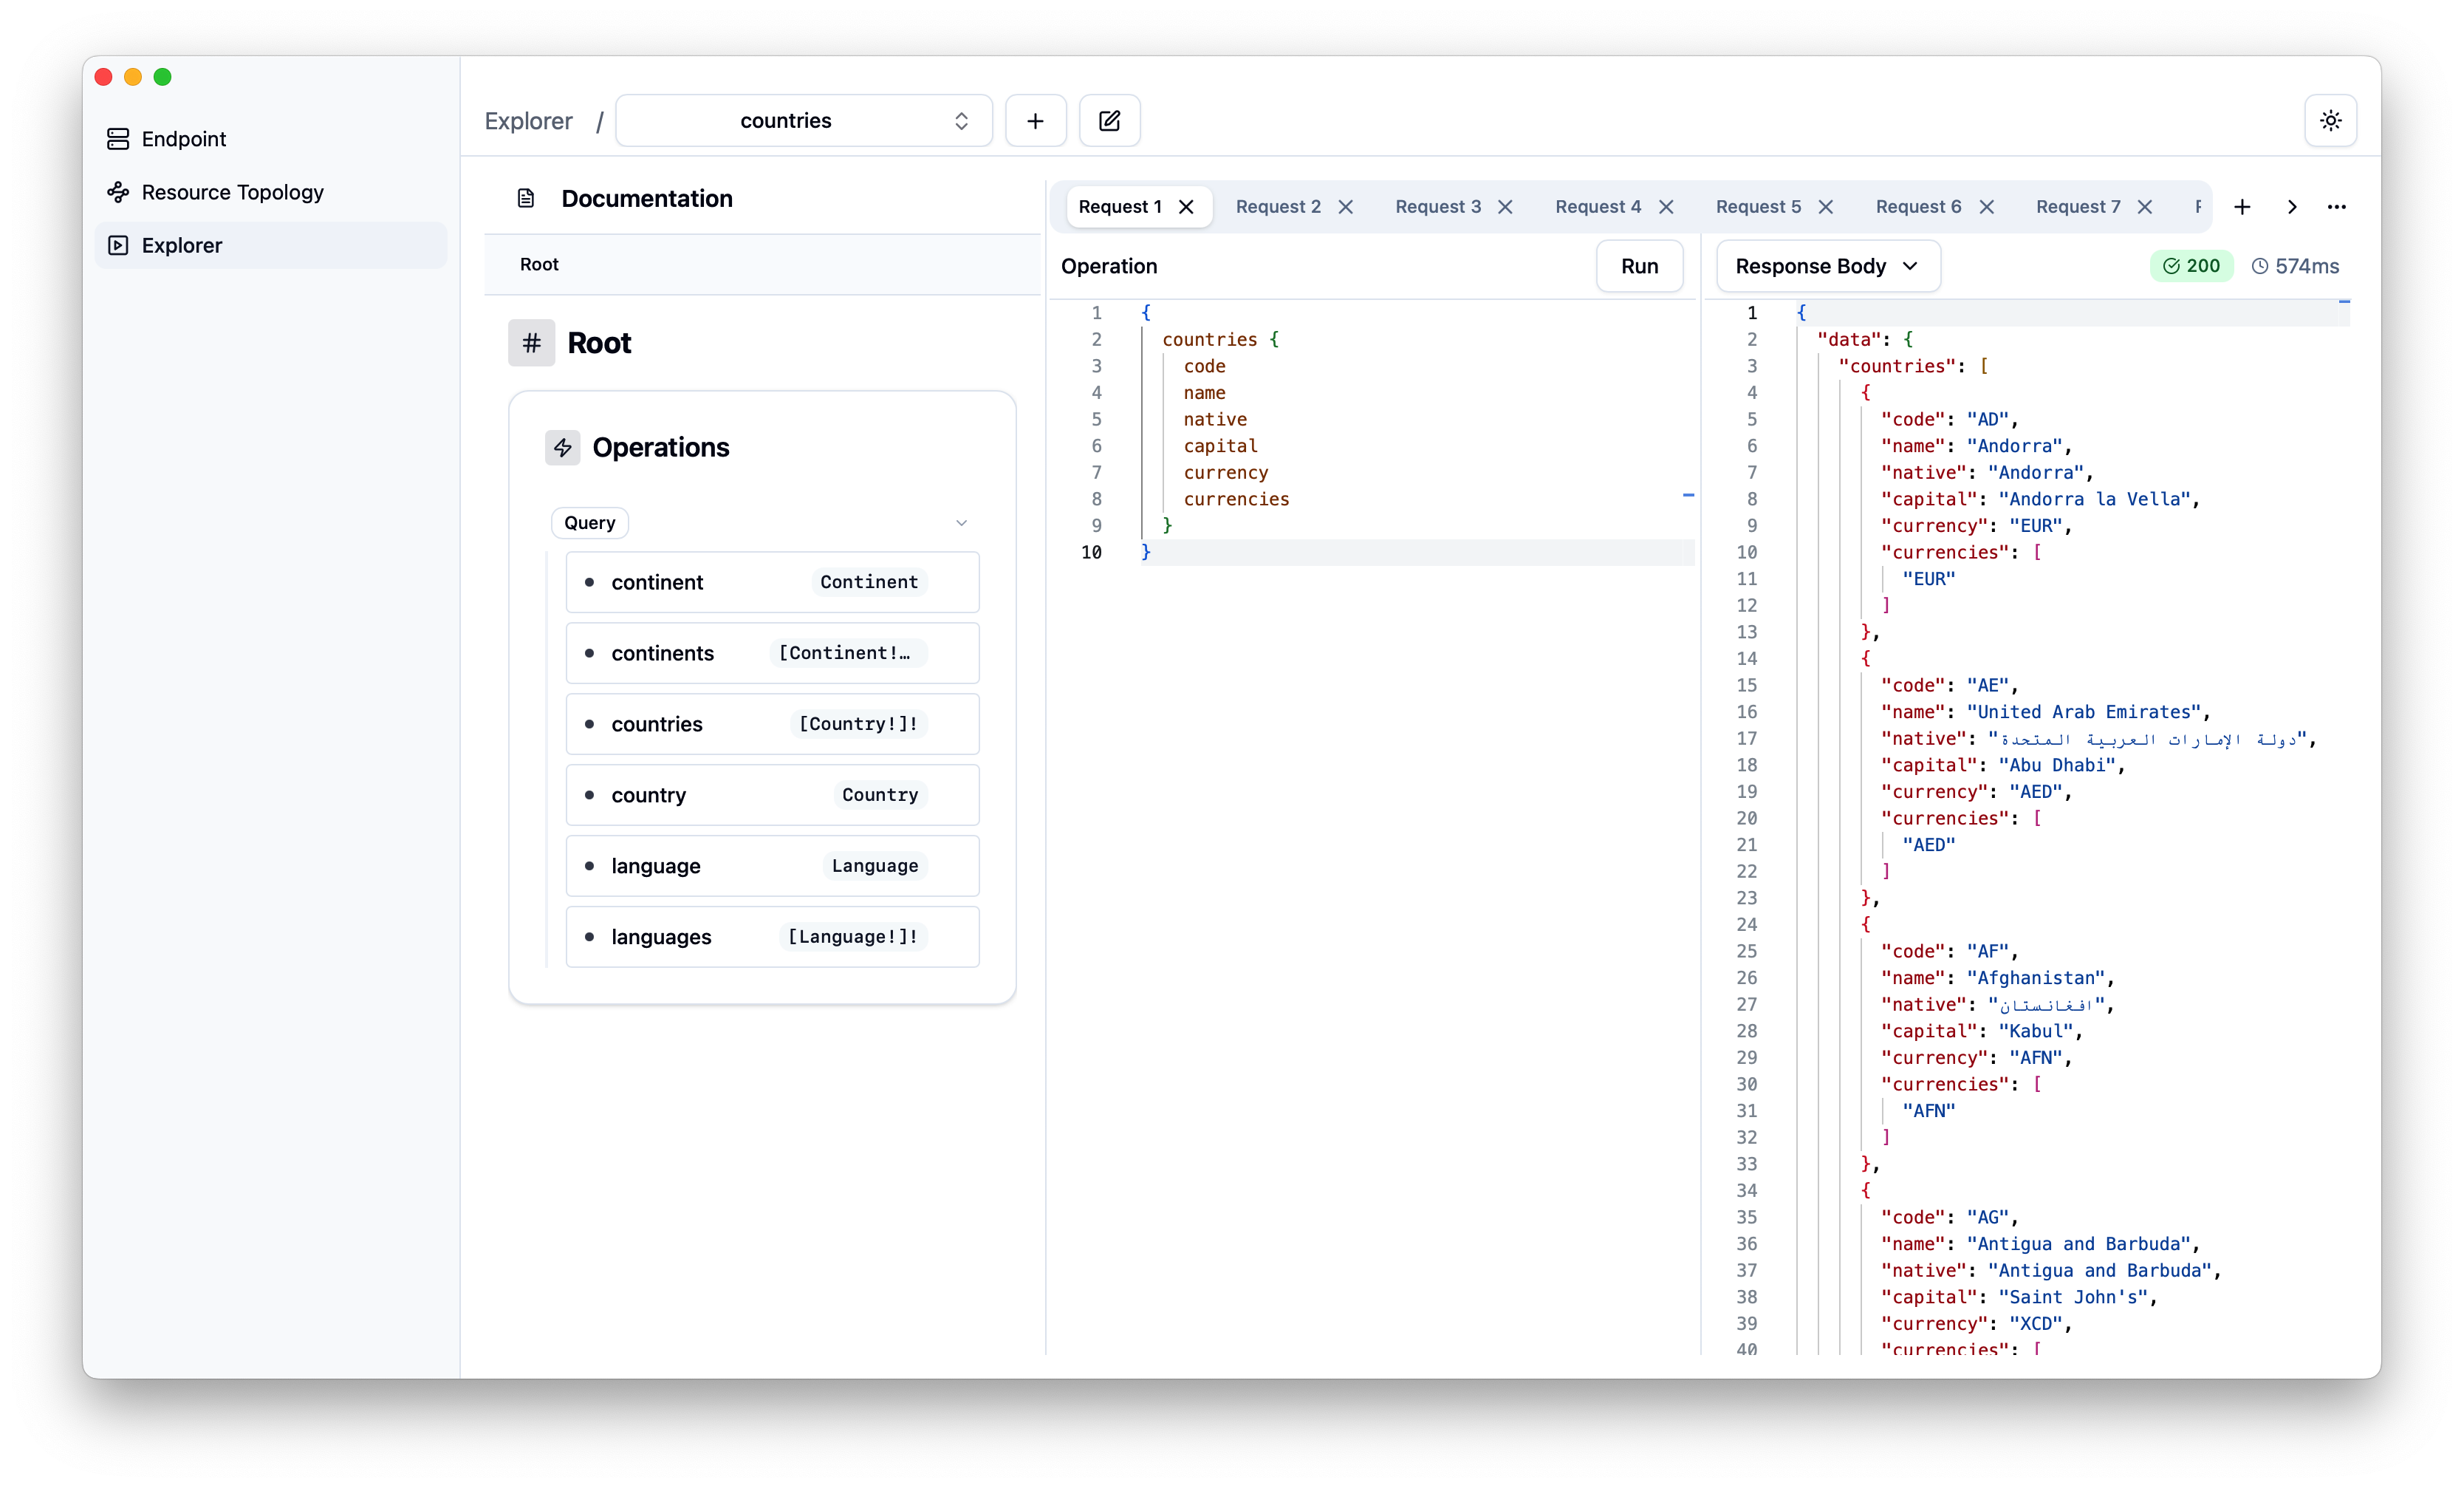 Endpoint
Resource Topology
Explorer
Explorer / countries
Documentation
Root
# Root
Operations
Query
continent Continent
continents [Continent!…
countries [Country!]!
country Country
language Language
languages [Language!]!
Request 1 Request 2 Request 3 Request 4 Request 5 Request 6 Request 7
Operation Run
1 {
2 countries {
3 code
4 name
5 native
6 capital
7 currency
8 currencies
9 }
10 }
Response Body 200 574ms
1 {
2 "data": {
3 "countries": [
4 {
5 "code": "AD",
6 "name": "Andorra",
7 "native": "Andorra",
8 "capital": "Andorra la Vella",
9 "currency": "EUR",
10 "currencies": [
11 "EUR"
12 ]
13 },
14 {
15 "code": "AE",
16 "name": "United Arab Emirates",
17 "native": "دولة الإمارات العربية المتحدة",
18 "capital": "Abu Dhabi",
19 "currency": "AED",
20 "currencies": [
21 "AED"
22 ]
23 },
24 {
25 "code": "AF",
26 "name": "Afghanistan",
27 "native": "افغانستان",
28 "capital": "Kabul",
29 "currency": "AFN",
30 "currencies": [
31 "AFN"
32 ]
33 },
34 {
35 "code": "AG",
36 "name": "Antigua and Barbuda",
37 "native": "Antigua and Barbuda",
38 "capital": "Saint John's",
39 "currency": "XCD",
40 "currencies": [